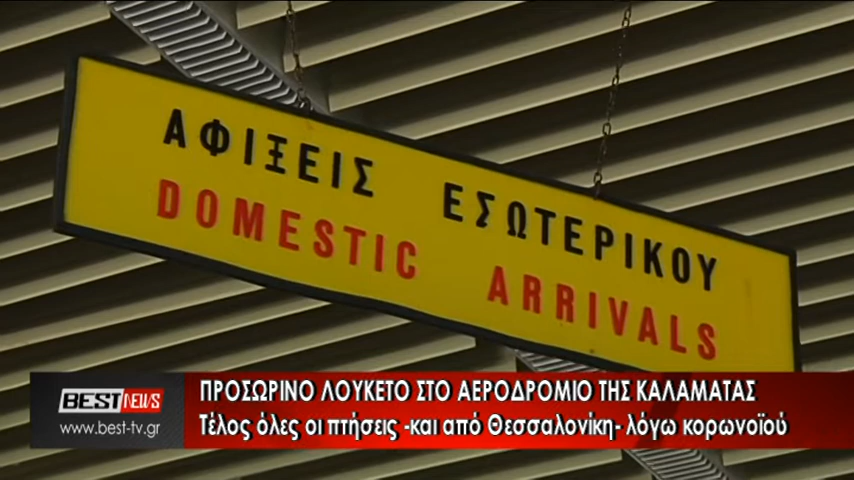 ΑΦΙΞΕΙΣ ΕΣΩΤΕΡΙΚΟΥ
DOMESTIC ARRIVALS
BEST NEWS
www.best-tv.gr
ΠΡΟΣΩΡΙΝΟ ΛΟΥΚΕΤΟ ΣΤΟ ΑΕΡΟΔΡΟΜΙΟ ΤΗΣ ΚΑΛΑΜΑΤΑΣ
Τέλος όλες οι πτήσεις -και από Θεσσαλονίκη- λόγω κορωνοϊού